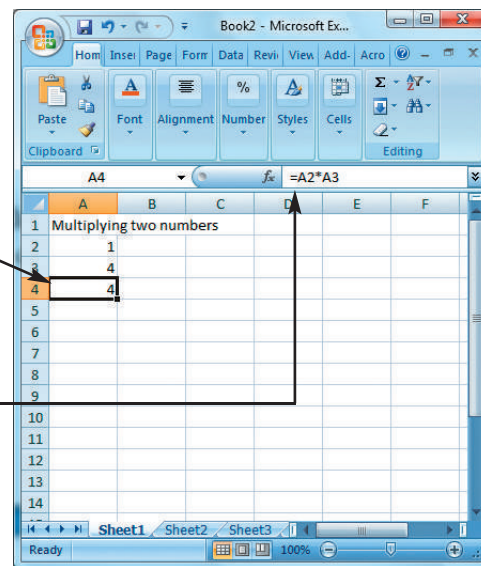 Book2 - Microsoft Ex...
Hom Inser Page Form Data Revi View Add- Acro
Paste Font Alignment Number Styles Cells
Clipboard Editing
A4 fx =A2*A3
A B C D E F
1 Multiplying two numbers
2 1
3 4
4 4
5
6
7
8
9
10
11
12
13
14
Sheet1 Sheet2 Sheet3
Ready 100%